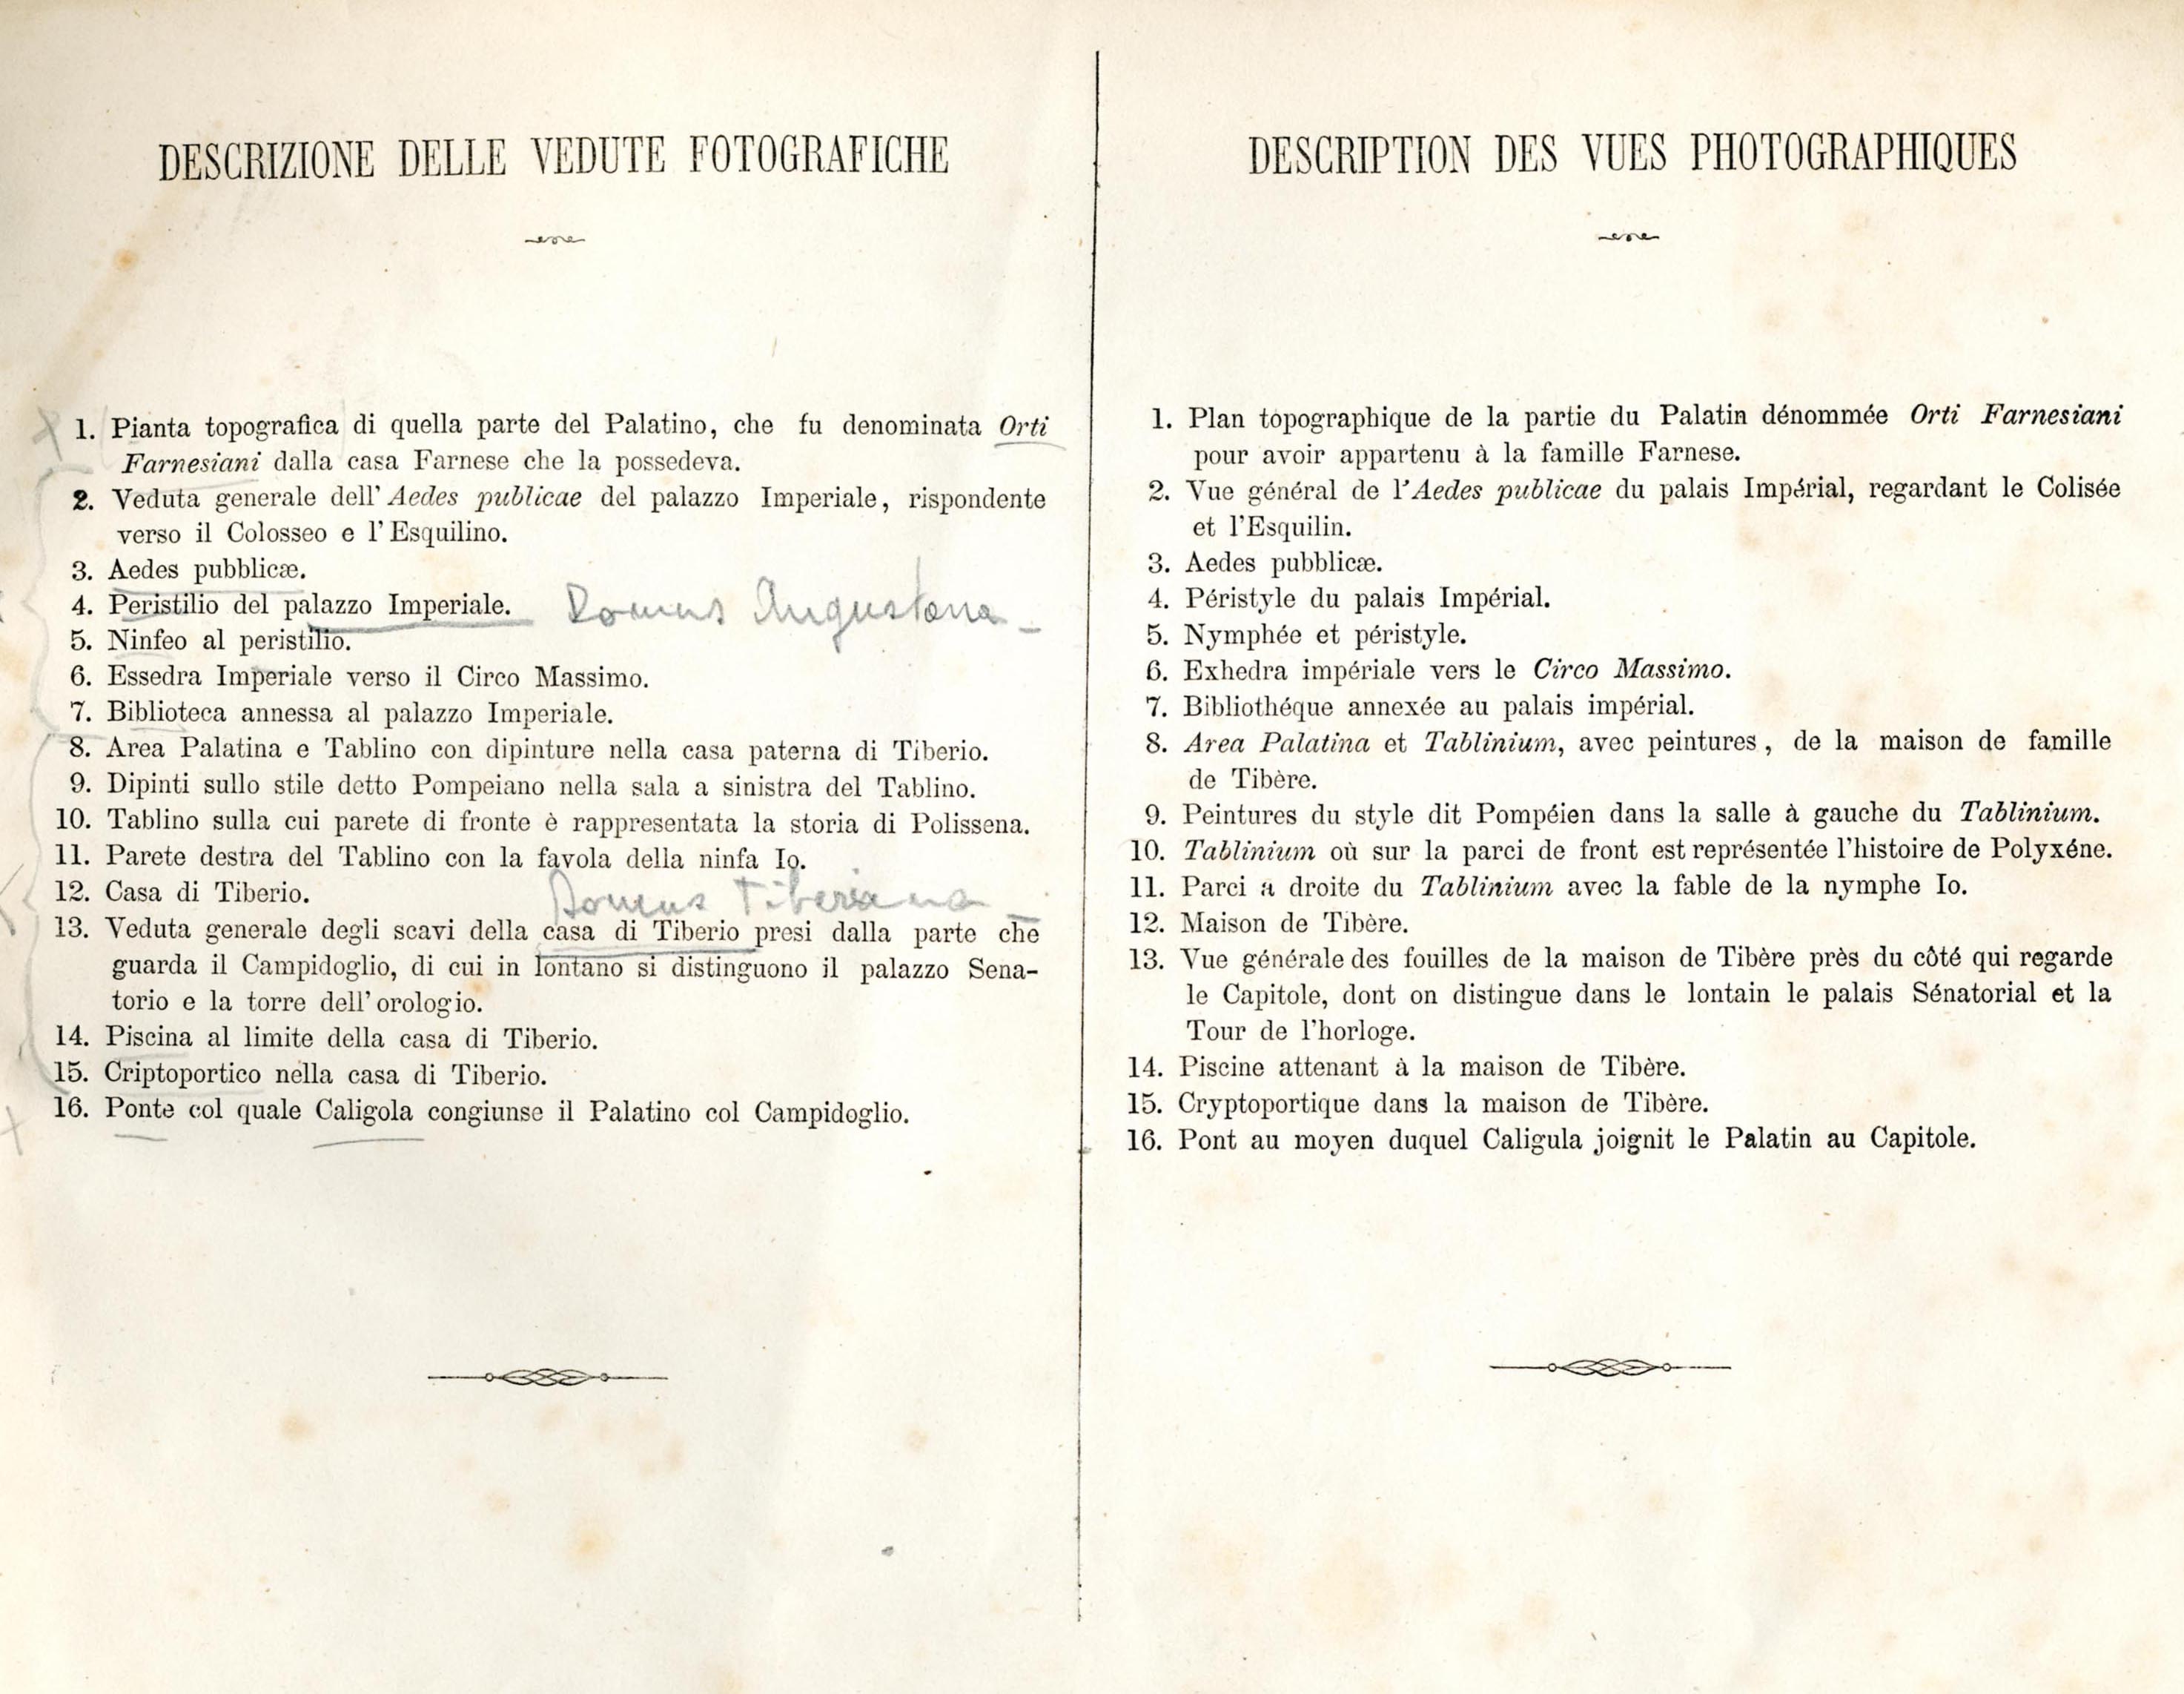 DESCRIZIONE DELLE VEDUTE FOTOGRAFICHE
1. Pianta topografica di quella parte del Palatino, che fu denominata Orti
Farnesiani dalla casa Farnese che la possedeva.
2. Veduta generale dell' Aedes publicae del palazzo Imperiale, rispondente
verso il Colosseo e l' Esquilino.
3. Aedes pubblicæ.
4. Peristilio del palazzo Imperiale. Domus Augustana
5. Ninfeo al peristilio.
6. Essedra Imperiale verso il Circo Massimo.
7. Biblioteca annessa al palazzo Imperiale.
8. Area Palatina e Tablino con dipinture nella casa paterna di Tiberio.
9. Dipinti sullo stile detto Pompeiano nella sala a sinistra del Tablino.
10. Tablino sulla cui parete di fronte è rappresentata la storia di Polissena.
11. Parete destra del Tablino con la favola della ninfa Io.
12. Casa di Tiberio. Domus Tiberiana
13. Veduta generale degli scavi della casa di Tiberio presi dalla parte che
guarda il Campidoglio, di cui in lontano si distinguono il palazzo Sena-
torio e la torre dell' orologio.
14. Piscina al limite della casa di Tiberio.
15. Criptoportico nella casa di Tiberio.
16. Ponte col quale Caligola congiunse il Palatino col Campidoglio.
DESCRIPTION DES VUES PHOTOGRAPHIQUES
1. Plan topographique de la partie du Palatin dénommée Orti Farnesiani
pour avoir appartenu à la famille Farnese.
2. Vue général de l'Aedes publicae du palais Impérial, regardant le Colisée
et l'Esquilin.
3. Aedes pubblicæ.
4. Péristyle du palais Impérial.
5. Nymphée et péristyle.
6. Exhedra impériale vers le Circo Massimo.
7. Bibliothéque annexée au palais impérial.
8. Area Palatina et Tablinium, avec peintures, de la maison de famille
de Tibère.
9. Peintures du style dit Pompéien dans la salle à gauche du Tablinium.
10. Tablinium où sur la parci de front est représentée l'histoire de Polyxéne.
11. Parci a droite du Tablinium avec la fable de la nymphe Io.
12. Maison de Tibère.
13. Vue générale des fouilles de la maison de Tibère près du côté qui regarde
le Capitole, dont on distingue dans le lontain le palais Sénatorial et la
Tour de l'horloge.
14. Piscine attenant à la maison de Tibère.
15. Cryptoportique dans la maison de Tibère.
16. Pont au moyen duquel Caligula joignit le Palatin au Capitole.